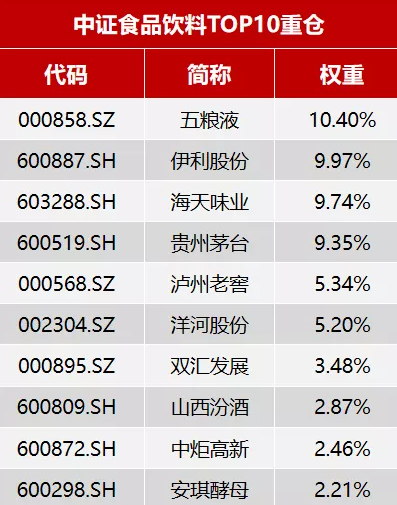 中证食品饮料TOP10重仓
代码 简称 权重
000858.SZ 五粮液 10.40%
600887.SH 伊利股份 9.97%
603288.SH 海天味业 9.74%
600519.SH 贵州茅台 9.35%
000568.SZ 泸州老窖 5.34%
002304.SZ 洋河股份 5.20%
000895.SZ 双汇发展 3.48%
600809.SH 山西汾酒 2.87%
600872.SH 中炬高新 2.46%
600298.SH 安琪酵母 2.21%